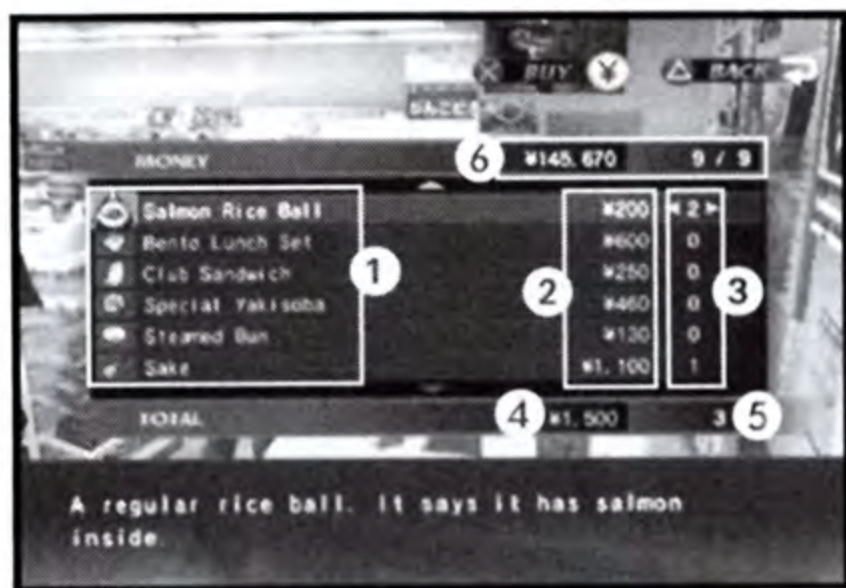 BUY ¥ BACK
MONEY 6 ¥145,670 9 / 9
Salmon Rice Ball ¥200 2
Bento Lunch Set ¥600 0
Club Sandwich 1 ¥250 0
Special Yakisoba 2 ¥460 0 3
Steamed Bun ¥130 0
Sake ¥1,100 1
TOTAL 4 ¥1,500 3 5
A regular rice ball. It says it has salmon
inside.